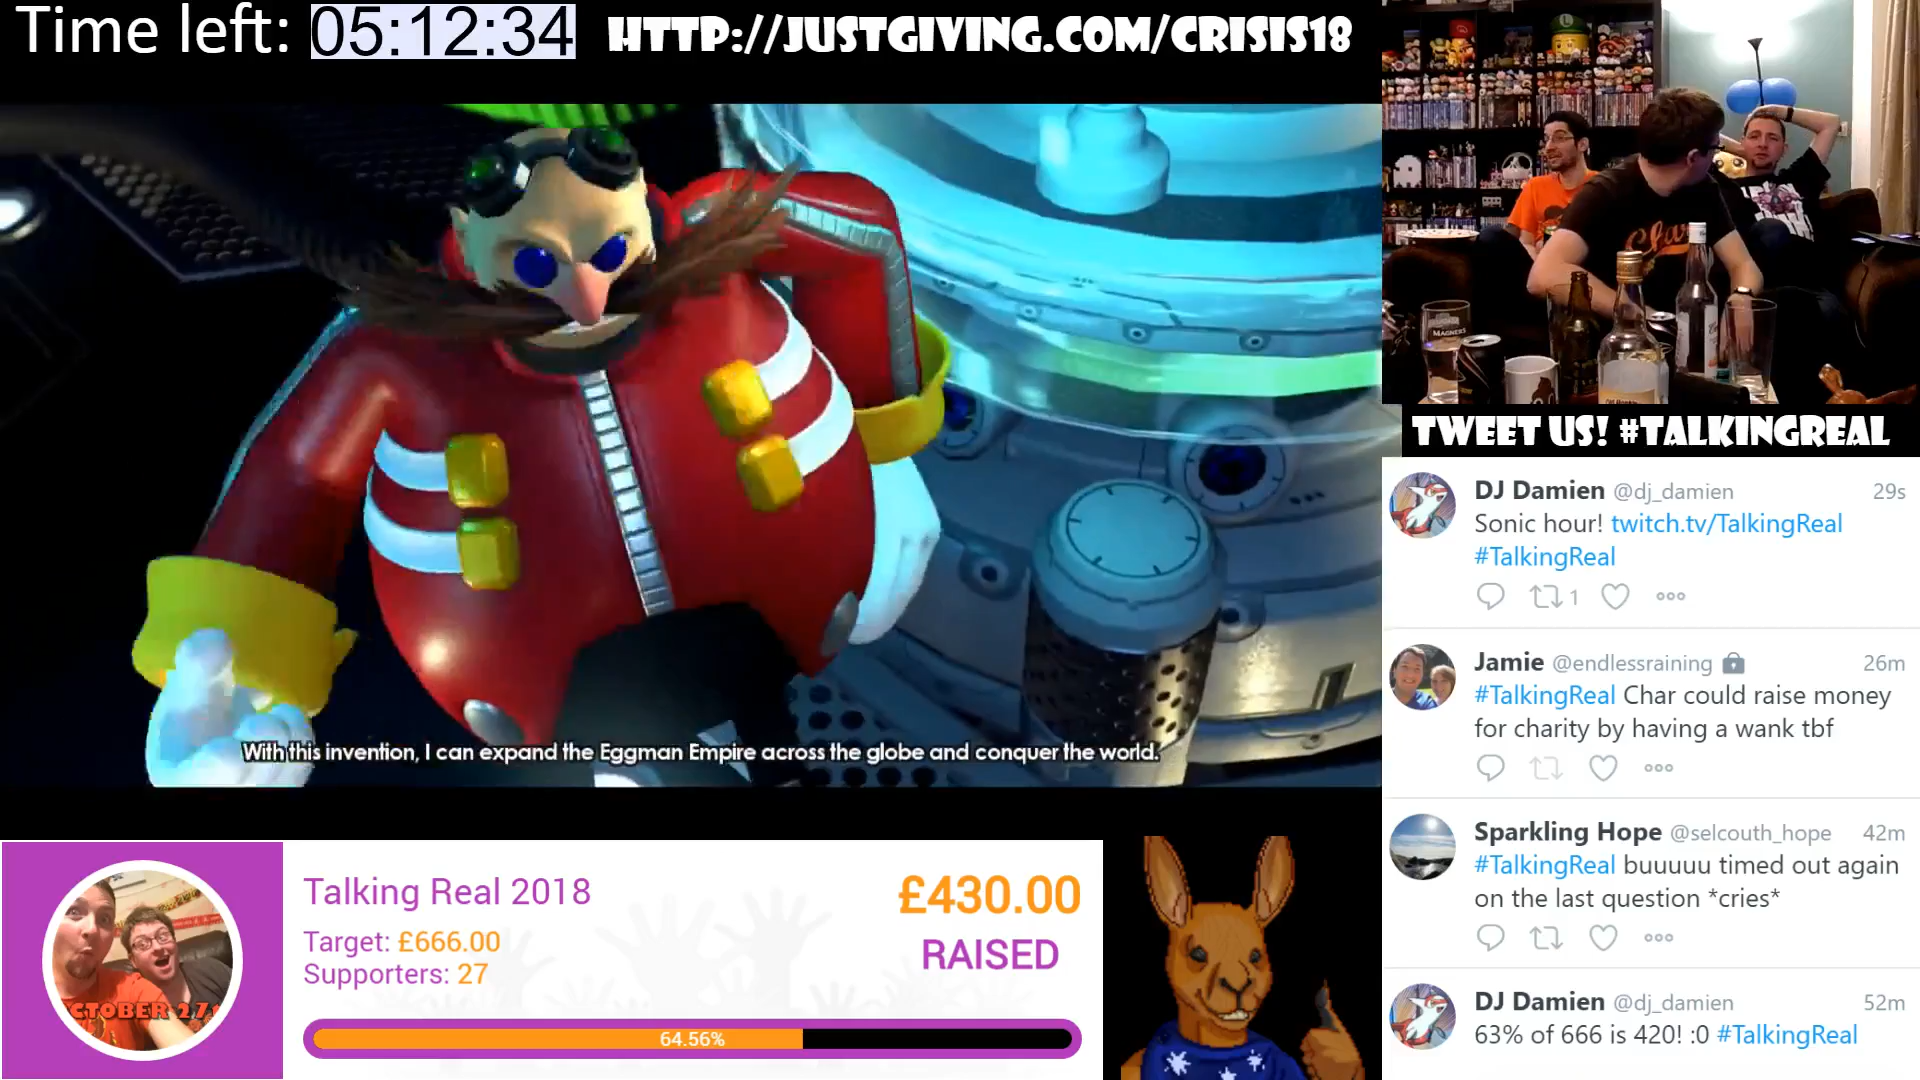 Time left: 05:12:34
HTTP://JUSTGIVING.COM/CRISIS18
With this invention, I can expand the Eggman Empire across the globe and conquer the world.
MAGNERS
TWEET US! #TALKINGREAL
DJ Damien @dj_damien 29s
Sonic hour! twitch.tv/TalkingReal
#TalkingReal
1
Jamie @endlessraining 26m
#TalkingReal Char could raise money
for charity by having a wank tbf
Sparkling Hope @selcouth_hope 42m
#TalkingReal buuuuu timed out again
on the last question *cries*
DJ Damien @dj_damien 52m
63% of 666 is 420! :0 #TalkingReal
CTOBER 27
Talking Real 2018
Target: £666.00
Supporters: 27
£430.00
RAISED
64.56%